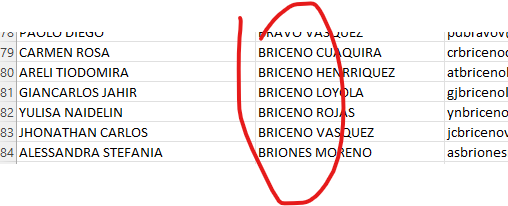 78 PAOLO DIEGO BRAVO VASQUEZ
79 CARMEN ROSA BRICENO CUAQUIRA crbricenoc
80 ARELI TIODOMIRA BRICENO HENRRIQUEZ atbricenoh
81 GIANCARLOS JAHIR BRICENO LOYOLA gjbricenol
82 YULISA NAIDELIN BRICENO ROJAS ynbriceno
83 JHONATHAN CARLOS BRICENO VASQUEZ jcbricenov
84 ALESSANDRA STEFANIA BRIONES MORENO asbriones